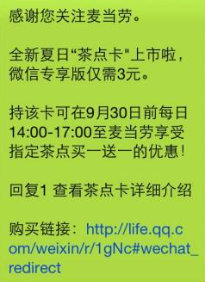 感谢您关注麦当劳。
全新夏日“茶点卡"上市啦，
微信专享版仅需3元。
持该卡可在9月30日前每日
14:00-17:00至麦当劳享受
指定茶点买一送一的优惠！
回复1 查看茶点卡详细介绍
购买链接：http://life.qq.c
om/weixin/r/1gNc#wechat_
redirect